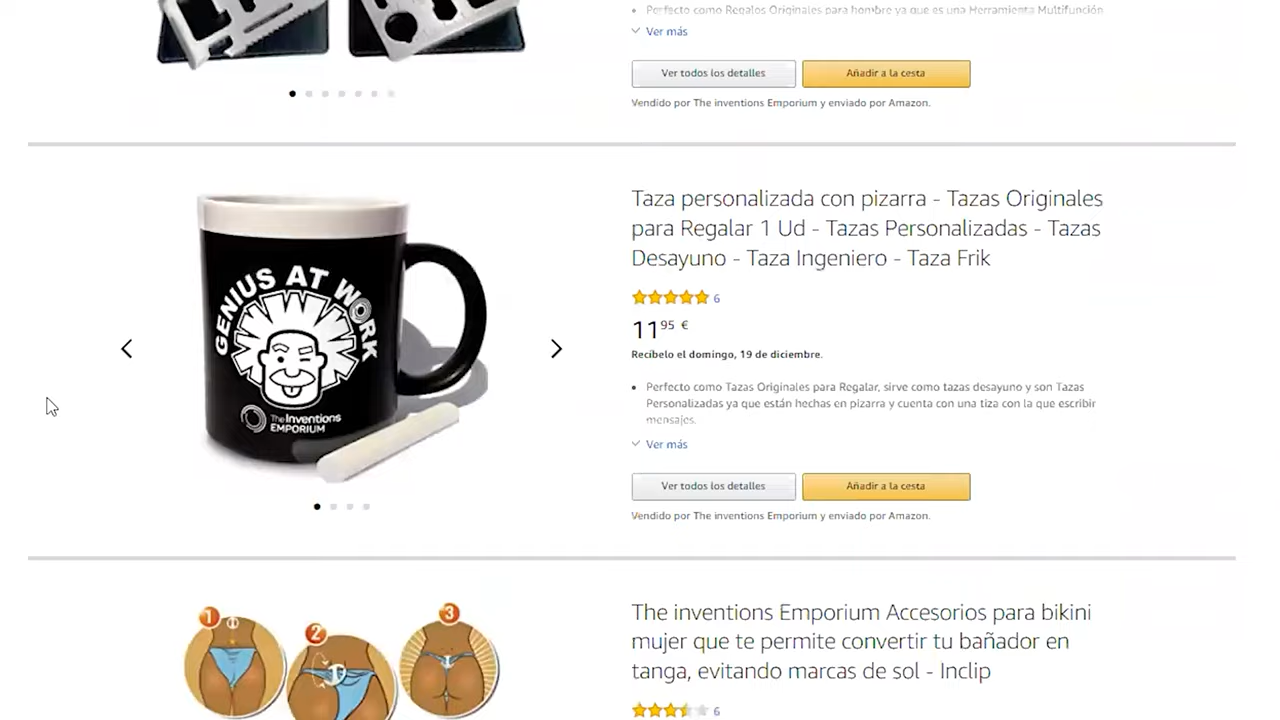 Perfecto como Regalos Originales para hombre ya que es una Herramienta Multifunción
Ver más
Ver todos los detalles
Añadir a la cesta
Vendido por The inventions Emporium y enviado por Amazon.
Taza personalizada con pizarra - Tazas Originales
para Regalar 1 Ud - Tazas Personalizadas - Tazas
Desayuno - Taza Ingeniero - Taza Frik
6
11 95 €
Recíbelo el domingo, 19 de diciembre.
Perfecto como Tazas Originales para Regalar, sirve como tazas desayuno y son Tazas
Personalizadas ya que están hechas en pizarra y cuenta con una tiza con la que escribir
mensajes.
Ver más
Ver todos los detalles
Añadir a la cesta
Vendido por The inventions Emporium y enviado por Amazon.
GENIUS AT WORK
The Inventions
EMPORIUM
1
2
3
The inventions Emporium Accesorios para bikini
mujer que te permite convertir tu bañador en
tanga, evitando marcas de sol - Inclip
6